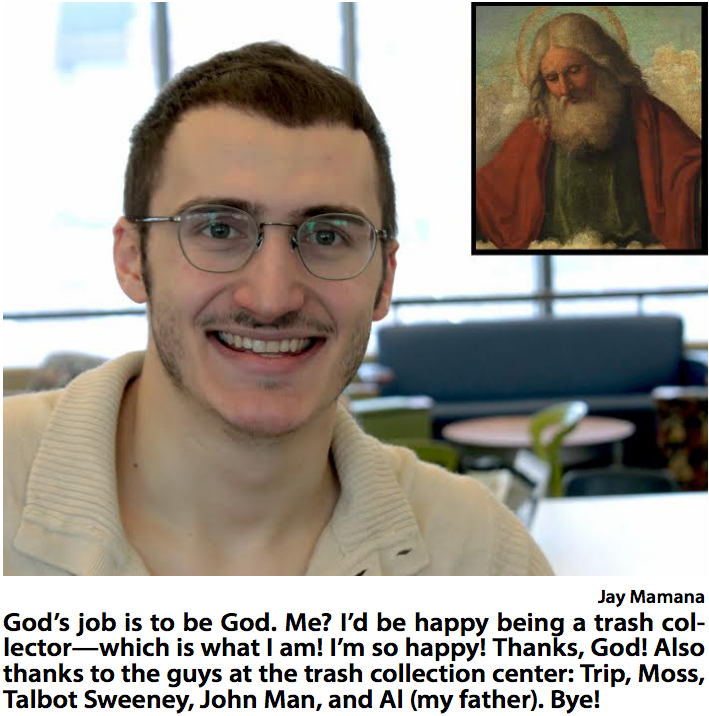 Jay Mamana
God's job is to be God. Me? I'd be happy being a trash col-
lector—which is what I am! I'm so happy! Thanks, God! Also
thanks to the guys at the trash collection center: Trip, Moss,
Talbot Sweeney, John Man, and Al (my father). Bye!